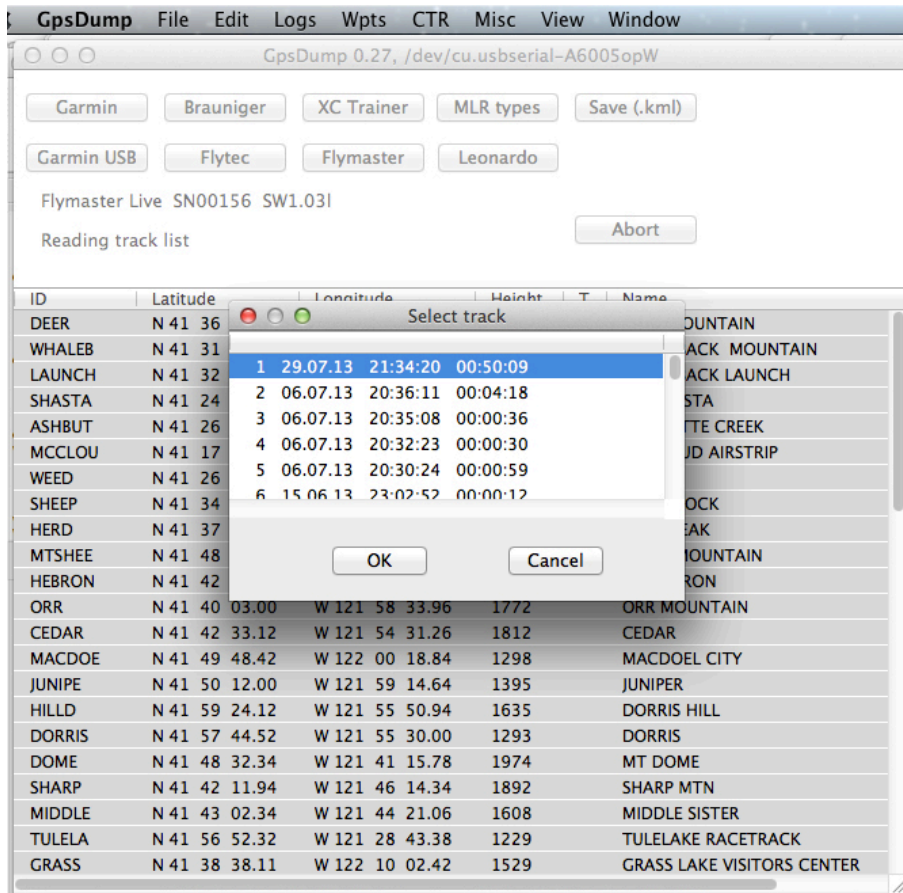 GpsDump File Edit Logs Wpts CTR Misc View Window
GpsDump 0.27, /dev/cu.usbserial-A6005opW
Garmin Brauniger XC Trainer MLR types Save (.kml)
Garmin USB Flytec Flymaster Leonardo
Flymaster Live SN00156 SW1.03l
Abort
Reading track list
ID Latitude Longitude Height T Name
Select track
1 29.07.13 21:34:20 00:50:09
2 06.07.13 20:36:11 00:04:18
3 06.07.13 20:35:08 00:00:36
4 06.07.13 20:32:23 00:00:30
5 06.07.13 20:30:24 00:00:59
6 15.06.13 23:02:52 00:00:12
OK Cancel
DEER N 41 36 OUNTAIN
WHALEB N 41 31 ACK MOUNTAIN
LAUNCH N 41 32 ACK LAUNCH
SHASTA N 41 24 STA
ASHBUT N 41 26 TTE CREEK
MCCLOU N 41 17 UD AIRSTRIP
WEED N 41 26
SHEEP N 41 34 OCK
HERD N 41 37 EAK
MTSHEE N 41 48 MOUNTAIN
HEBRON N 41 42 RON
ORR N 41 40 03.00 W 121 58 33.96 1772 ORR MOUNTAIN
CEDAR N 41 42 33.12 W 121 54 31.26 1812 CEDAR
MACDOE N 41 49 48.42 W 122 00 18.84 1298 MACDOEL CITY
JUNIPE N 41 50 12.00 W 121 59 14.64 1395 JUNIPER
HILLD N 41 59 24.12 W 121 55 50.94 1635 DORRIS HILL
DORRIS N 41 57 44.52 W 121 55 30.00 1293 DORRIS
DOME N 41 48 32.34 W 121 41 15.78 1974 MT DOME
SHARP N 41 42 11.94 W 121 46 14.34 1892 SHARP MTN
MIDDLE N 41 43 02.34 W 121 44 21.06 1608 MIDDLE SISTER
TULELA N 41 56 52.32 W 121 28 43.38 1229 TULELAKE RACETRACK
GRASS N 41 38 38.11 W 122 10 02.42 1529 GRASS LAKE VISITORS CENTER